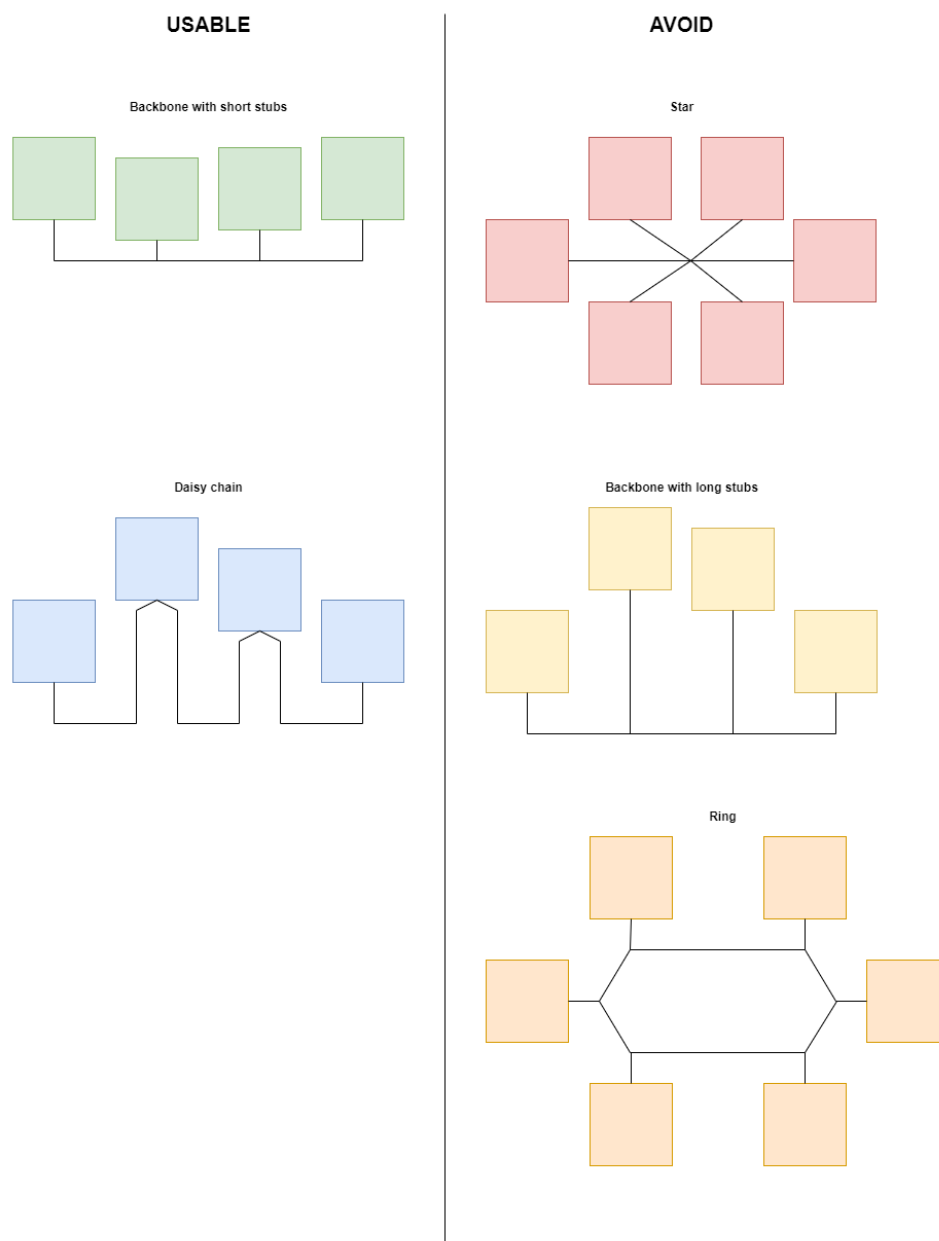 USABLE
AVOID
Backbone with short stubs
Star
Daisy chain
Backbone with long stubs
Ring